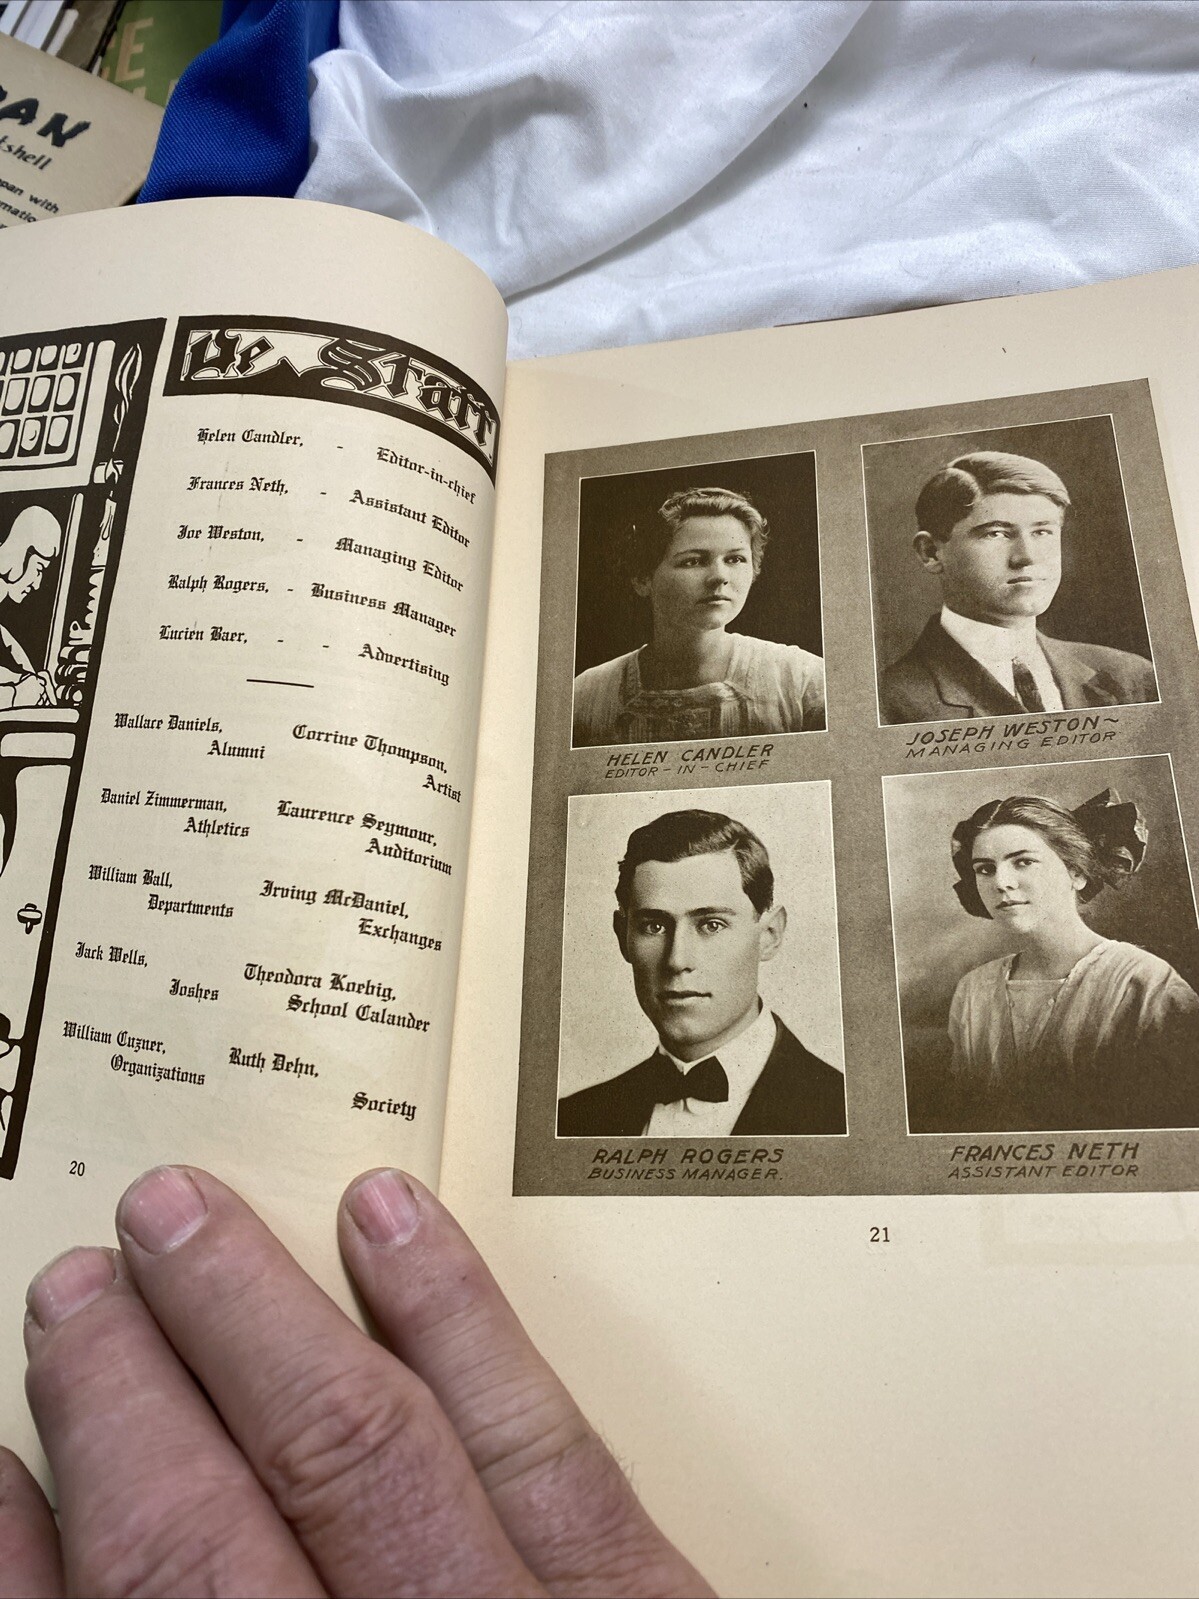 Ye Staff
Helen Candler, - Editor-in-chief
Frances Neth, - Assistant Editor
Joe Weston, - Managing Editor
Ralph Rogers, - Business Manager
Lucien Baer, - - Advertising
Wallace Daniels,
Alumni
Corrine Thompson,
Artist
Daniel Zimmerman,
Athletics
Laurence Seymour,
Auditorium
William Ball,
Departments
Irving McDaniel,
Exchanges
Jack Wells,
Joshes
Theodora Koebig,
School Calander
William Cuzner,
Organizations
Ruth Dehn,
Society
20
HELEN CANDLER
EDITOR-IN-CHIEF
JOSEPH WESTON~
MANAGING EDITOR
RALPH ROGERS
BUSINESS MANAGER.
FRANCES NETH
ASSISTANT EDITOR
21